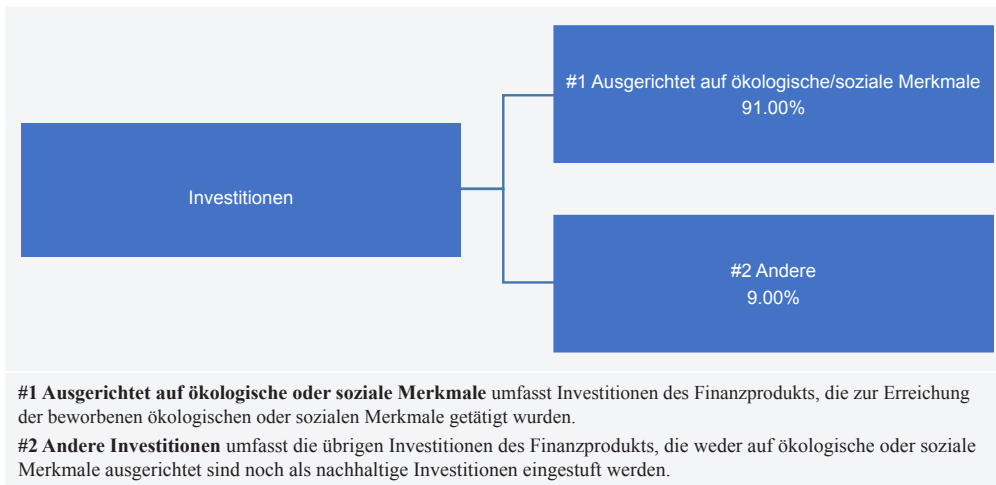 #1 Ausgerichtet auf ökologische/soziale Merkmale
91.00%
Investitionen
#2 Andere
9.00%
#1 Ausgerichtet auf ökologische oder soziale Merkmale umfasst Investitionen des Finanzprodukts, die zur Erreichung
der beworbenen ökologischen oder sozialen Merkmale getätigt wurden.
#2 Andere Investitionen umfasst die übrigen Investitionen des Finanzprodukts, die weder auf ökologische oder soziale
Merkmale ausgerichtet sind noch als nachhaltige Investitionen eingestuft werden.